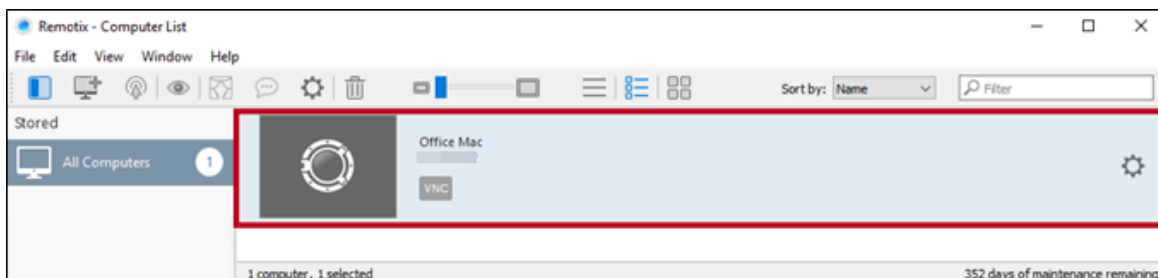 Remotix - Computer List
File Edit View Window Help
Sort by: Name Filter
Stored
All Computers 1
Office Mac
VNC
1 computer, 1 selected 352 days of maintenance remaining